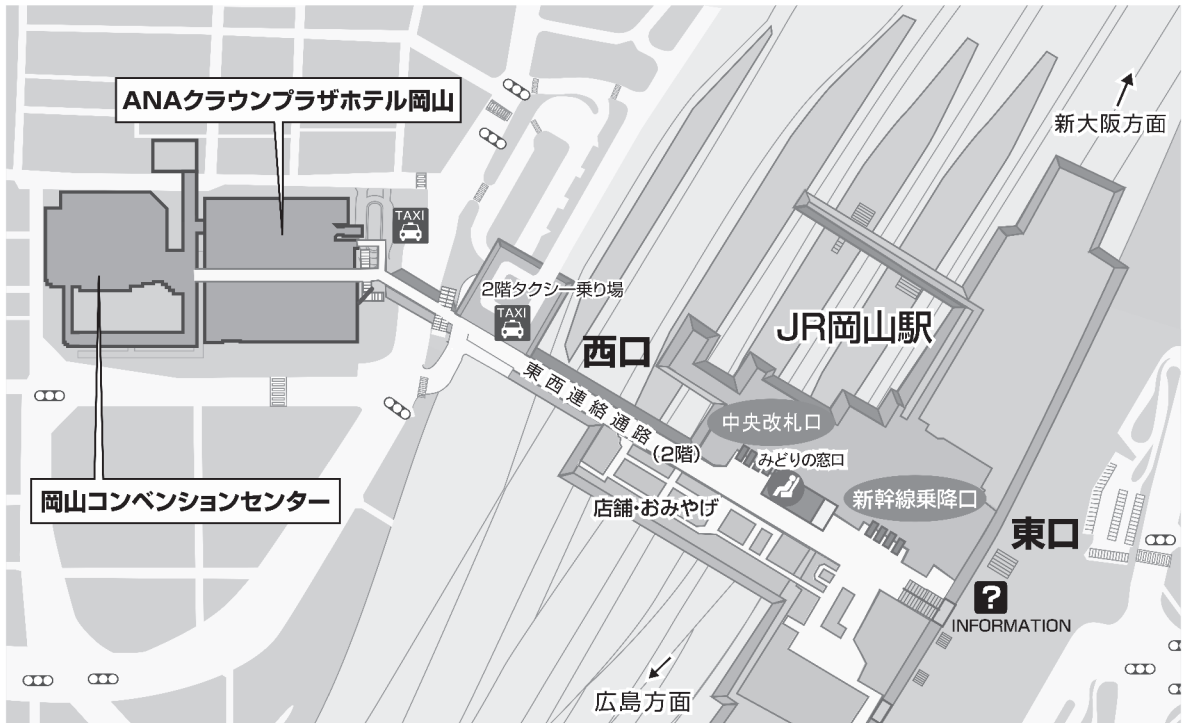 新大阪方面
ANAクラウンプラザホテル岡山
TAXI
2階タクシー乗り場
TAXI
JR岡山駅
西口
東西連絡通路
(2階)
中央改札口
みどりの窓口
岡山コンベンションセンター
新幹線乗降口
店舗・おみやげ
東口
?
INFORMATION
広島方面